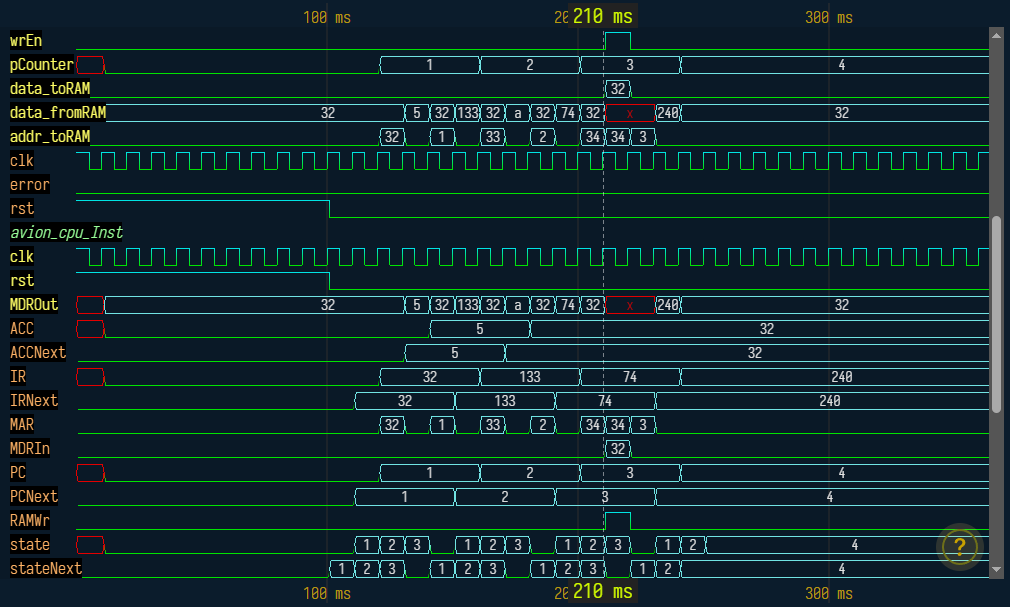 100 ms 20 210 ms 300 ms
wrEn
pCounter 1 2 3 4
data_toRAM 32
data_fromRAM 32 5 32 133 32 a 32 74 32 x 240 32
addr_toRAM 32 1 33 2 34 34 3
clk
error
rst
avion_cpu_Inst
clk
rst
MDROut 32 5 32 133 32 a 32 74 32 x 240 32
ACC 5 32
ACCNext 5 32
IR 32 133 74 240
IRNext 32 133 74 240
MAR 32 1 33 2 34 34 3
MDRIn 32
PC 1 2 3 4
PCNext 1 2 3 4
RAMWr
state 1 2 3 1 2 3 1 2 3 1 2 4 ?
stateNext 1 2 3 1 2 3 1 2 3 1 2 4
100 ms 20 210 ms 300 ms